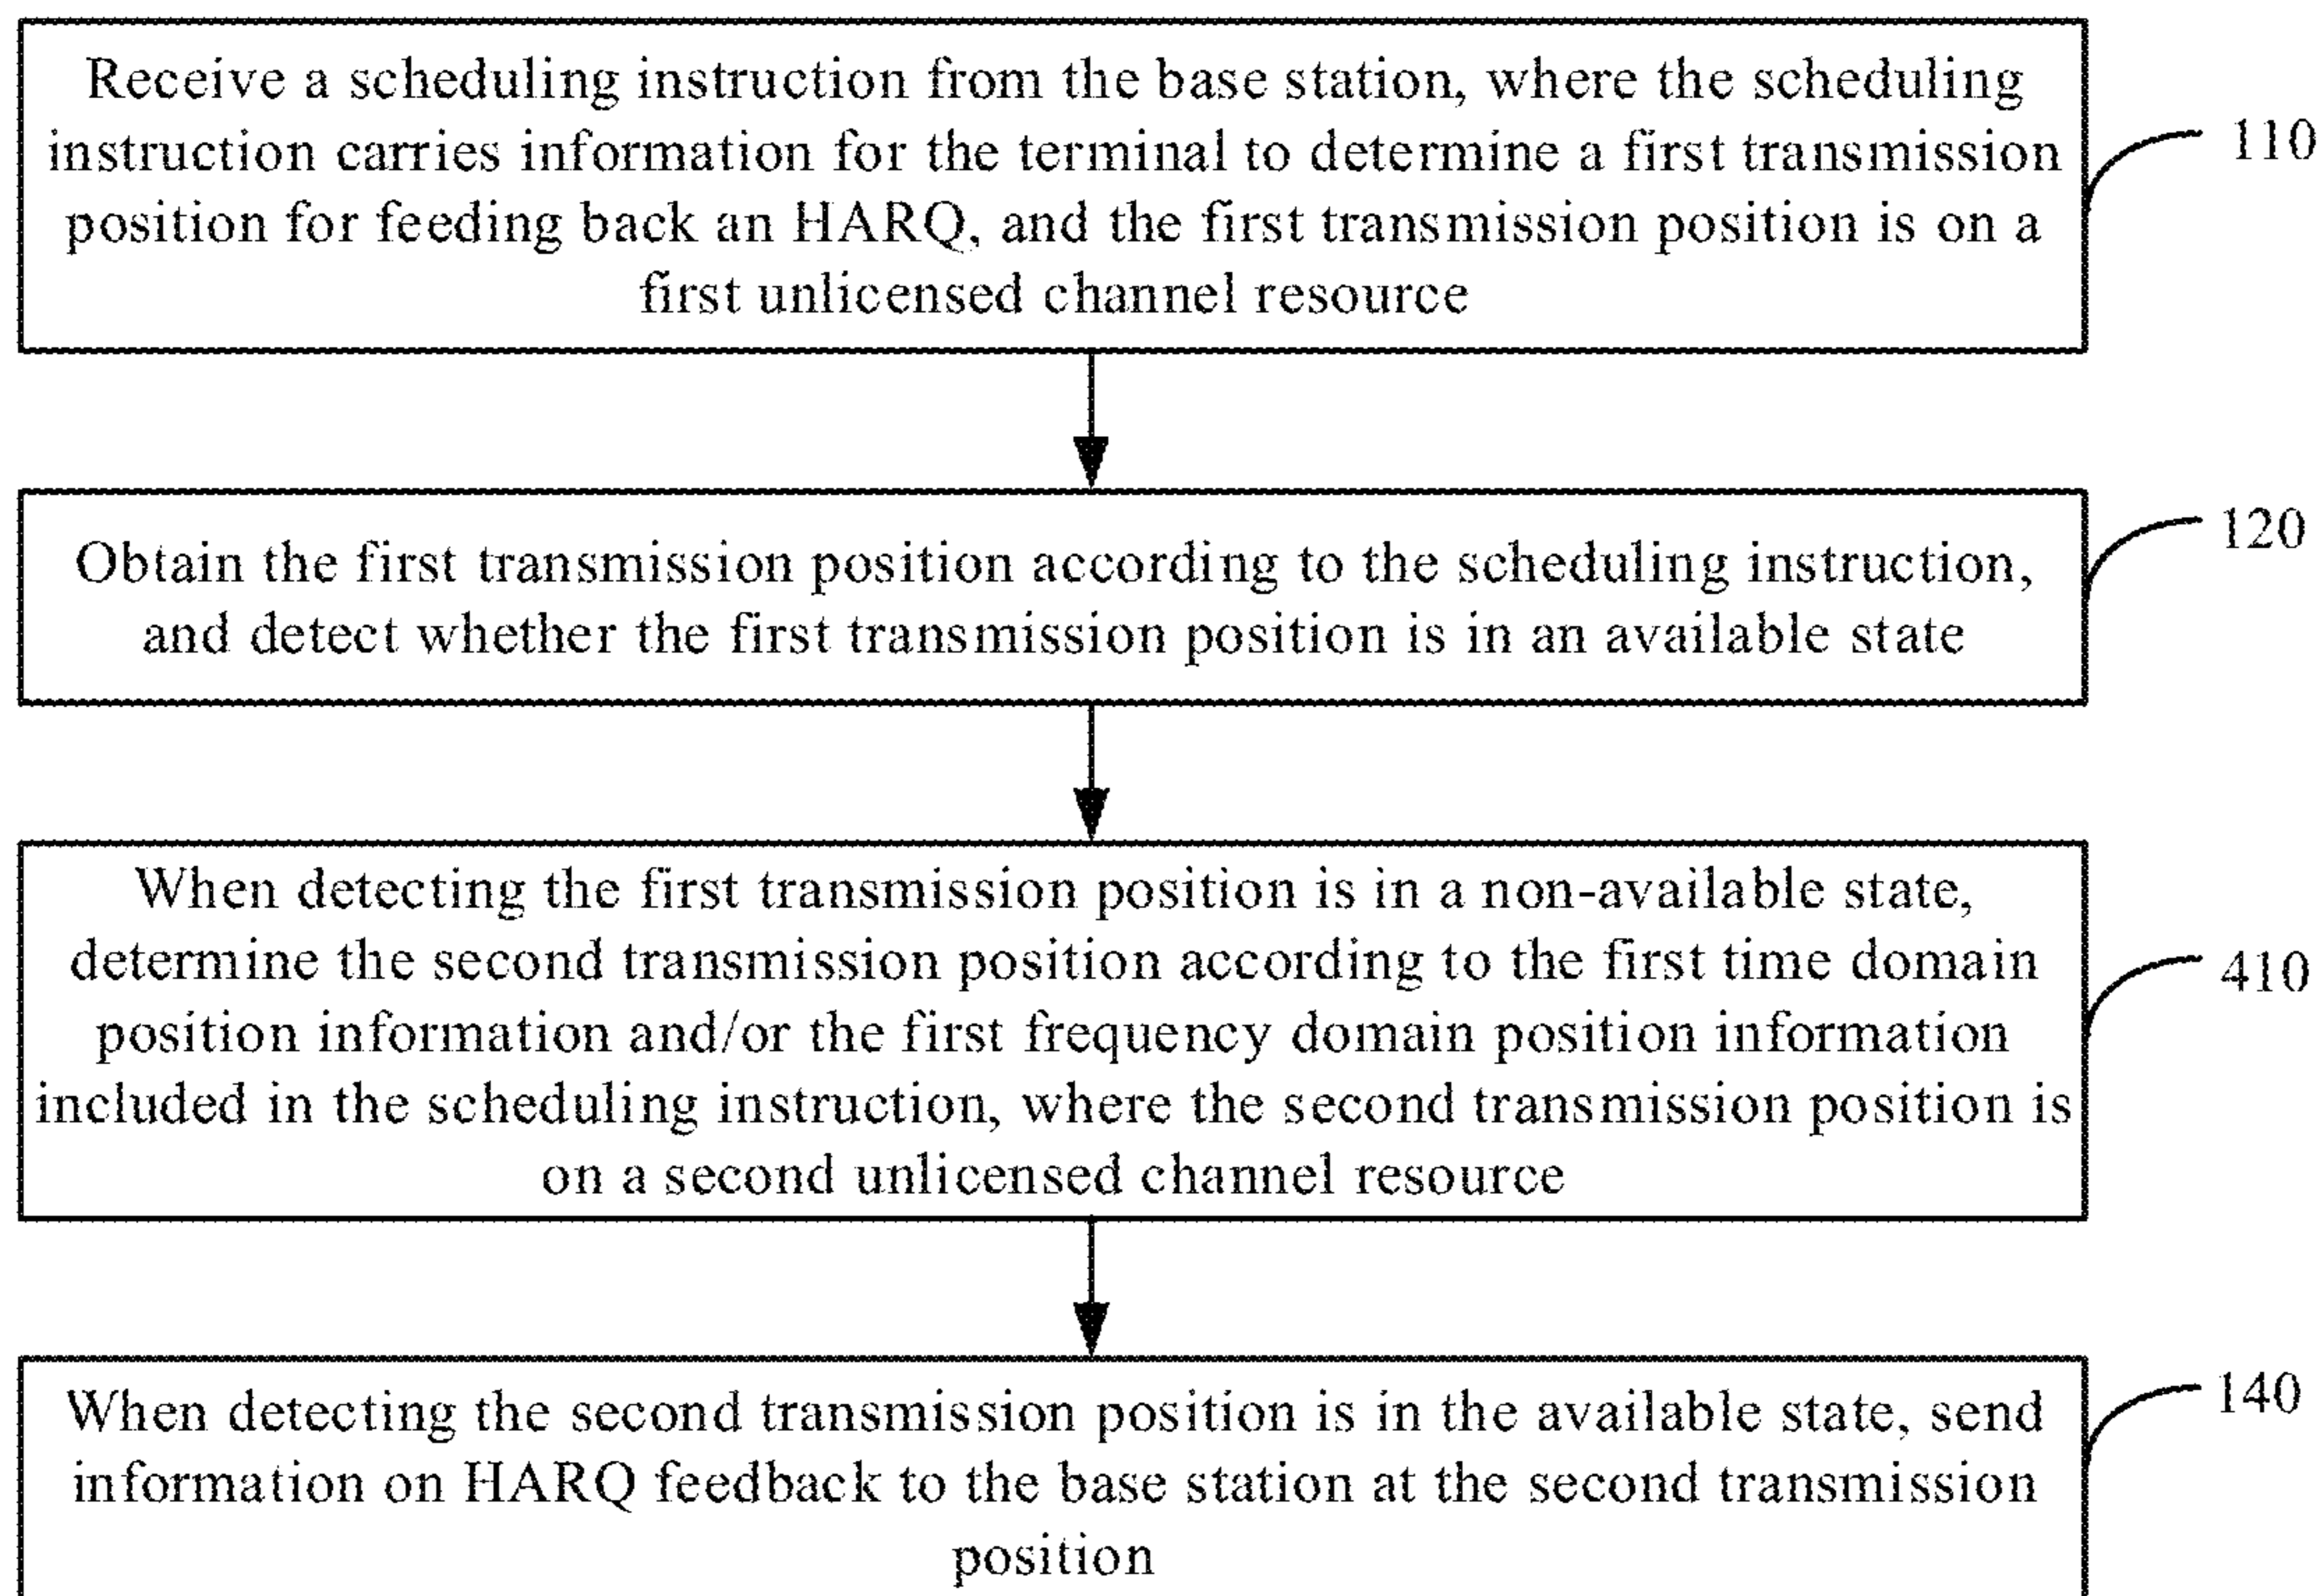 Receive a scheduling instruction from the base station, where the scheduling
instruction carries information for the terminal to determine a first transmission
position for feeding back an HARQ, and the first transmission position is on a
first unlicensed channel resource
110
Obtain the first transmission position according to the scheduling instruction,
and detect whether the first transmission position is in an available state
120
When detecting the first transmission position is in a non-available state,
determine the second transmission position according to the first time domain
position information and/or the first frequency domain position information
included in the scheduling instruction, where the second transmission position is
on a second unlicensed channel resource
410
When detecting the second transmission position is in the available state, send
information on HARQ feedback to the base station at the second transmission
position
140